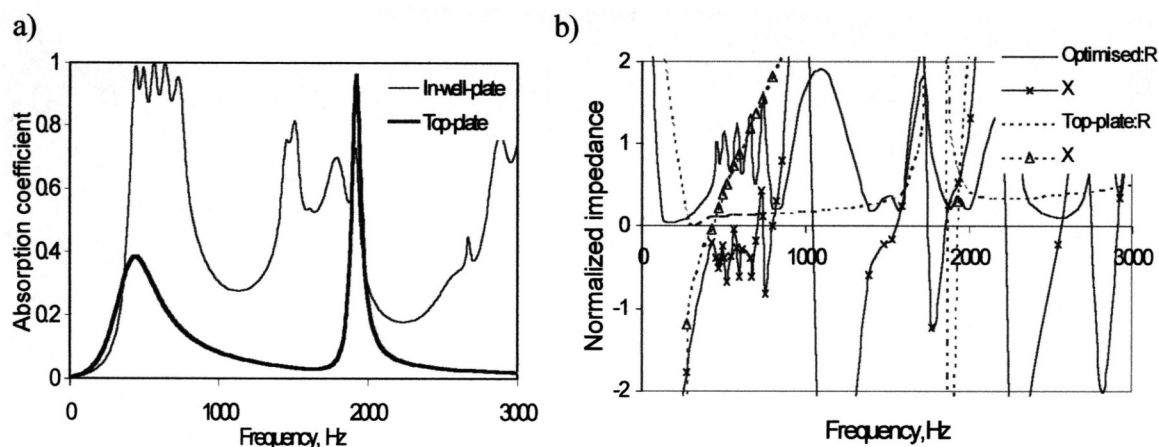 a)
1
0.8
0.6
0.4
0.2
0
Absorption coefficient
In-well-plate
Top-plate
0 1000 2000 3000
Frequency, Hz
b)
2
1
0
-1
-2
Normalized impedance
0 1000 2000 3000
Optimised:R
X
Top-plate:R
X
Frequency, Hz